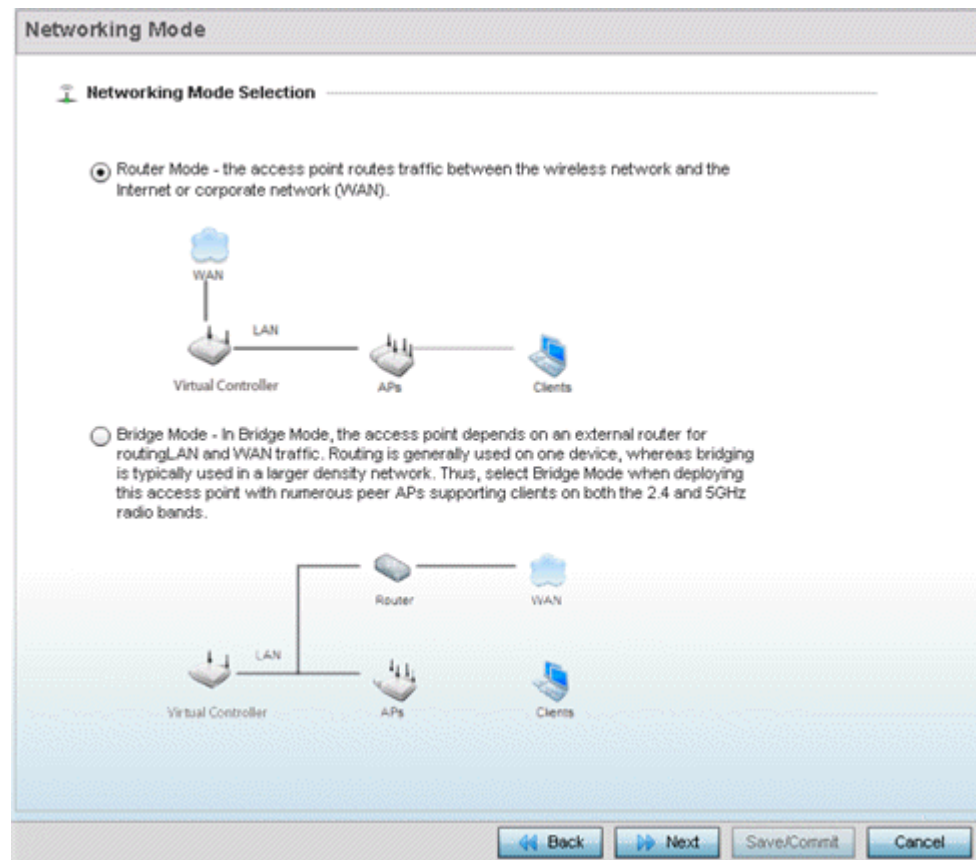 Networking Mode
Networking Mode Selection
Router Mode - the access point routes traffic between the wireless network and the
Internet or corporate network (WAN).
WAN
LAN
Virtual Controller
APs
Clients
Bridge Mode - In Bridge Mode, the access point depends on an external router for
routingLAN and WAN traffic. Routing is generally used on one device, whereas bridging
is typically used in a larger density network. Thus, select Bridge Mode when deploying
this access point with numerous peer APs supporting clients on both the 2.4 and 5GHz
radio bands.
Router
WAN
LAN
Virtual Controller
APs
Clients
Back
Next
Save/Commit
Cancel